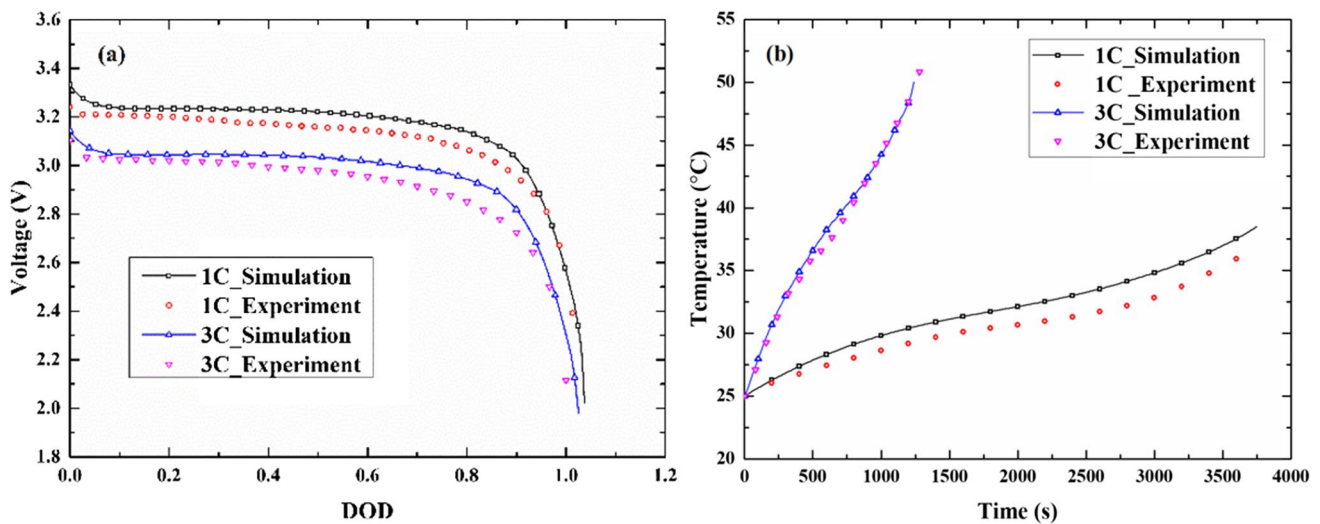 (a)
Voltage (V)
3.6
3.4
3.2
3.0
2.8
2.6
2.4
2.2
2.0
1.8
1C_Simulation
1C_Experiment
3C_Simulation
3C_Experiment
0.0 0.2 0.4 0.6 0.8 1.0 1.2
DOD
(b)
Temperature (°C)
55
50
45
40
35
30
25
20
1C_Simulation
1C _Experiment
3C_Simulation
3C_Experiment
0 500 1000 1500 2000 2500 3000 3500 4000
Time (s)